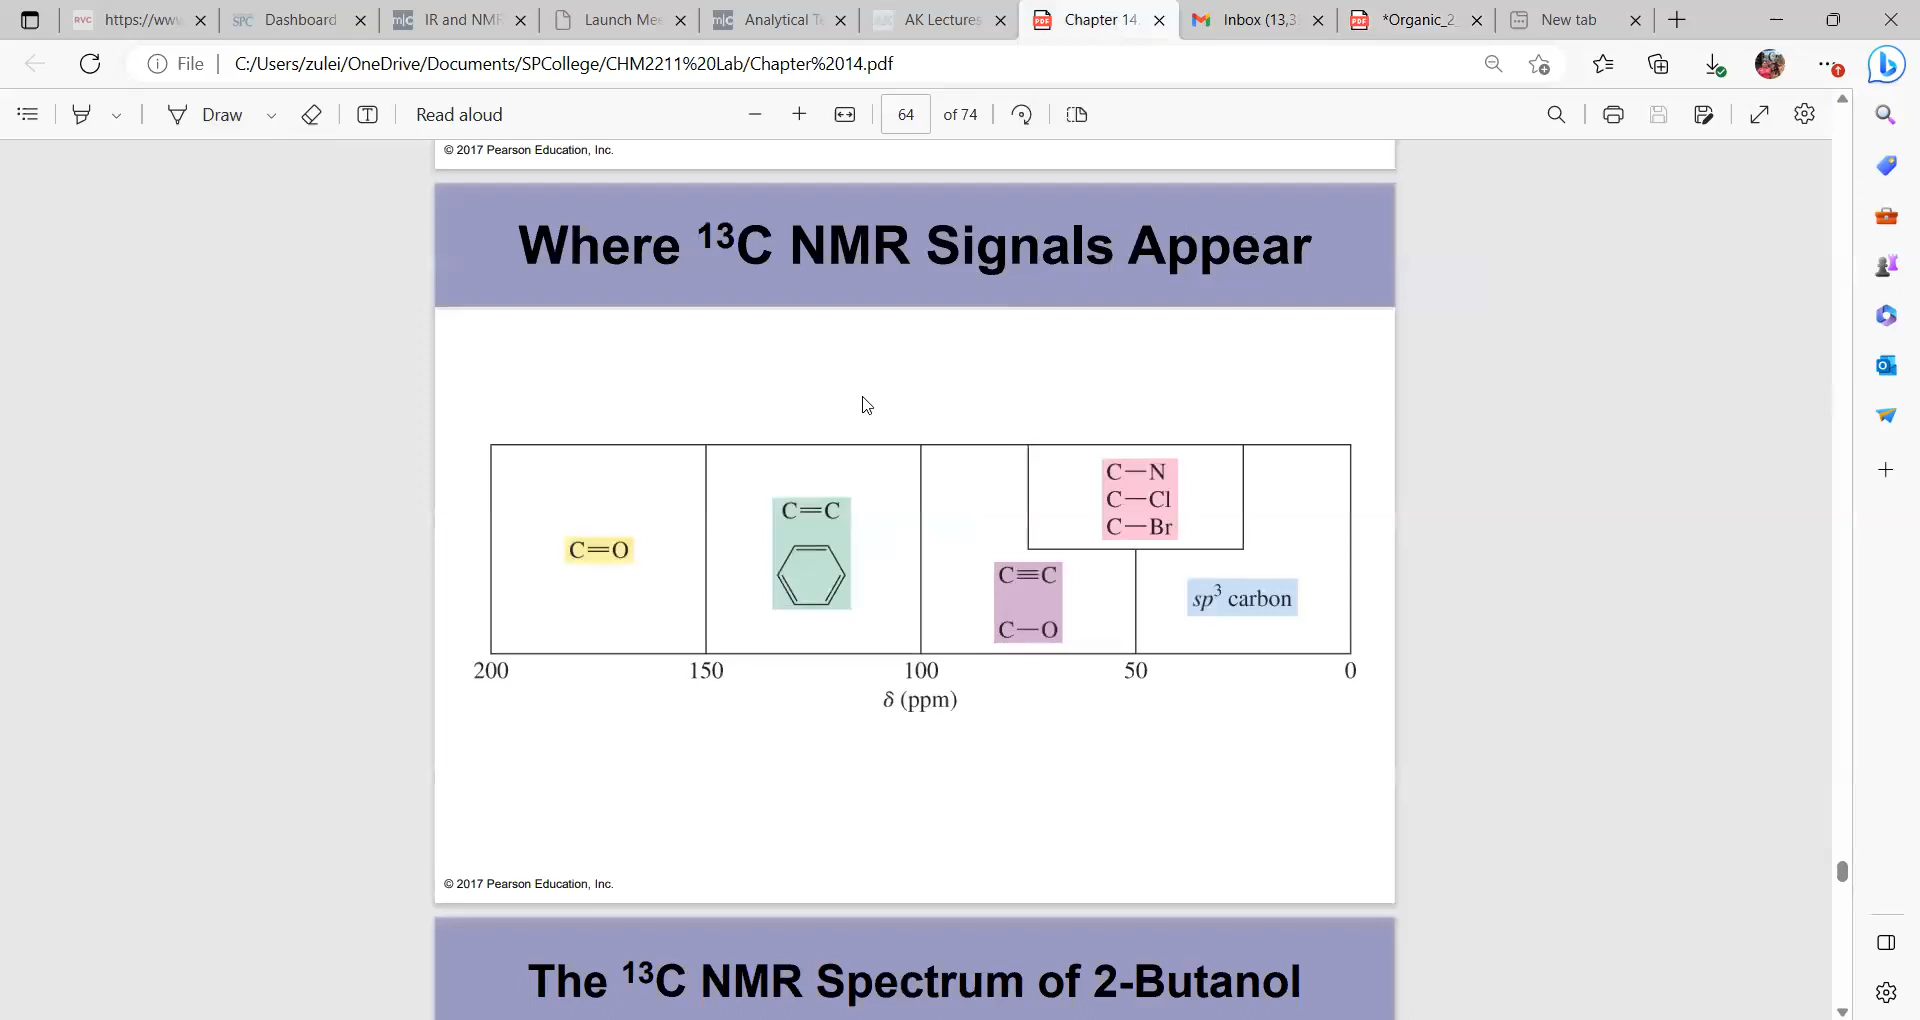 https://www
Dashboard
IR and NMR
Launch Me
Analytical T
AK Lectures
Chapter 14
Inbox (13,3
*Organic_2
New tab
File
C:/Users/zulei/OneDrive/Documents/SPCollege/CHM2211%20Lab/Chapter%2014.pdf
Draw
Read aloud
64
of 74
© 2017 Pearson Education, Inc.
Where ¹³C NMR Signals Appear
C=O
C=C
C≡C
C—O
C—N
C—Cl
C—Br
sp³ carbon
200 150 100 50 0
δ (ppm)
© 2017 Pearson Education, Inc.
The ¹³C NMR Spectrum of 2-Butanol